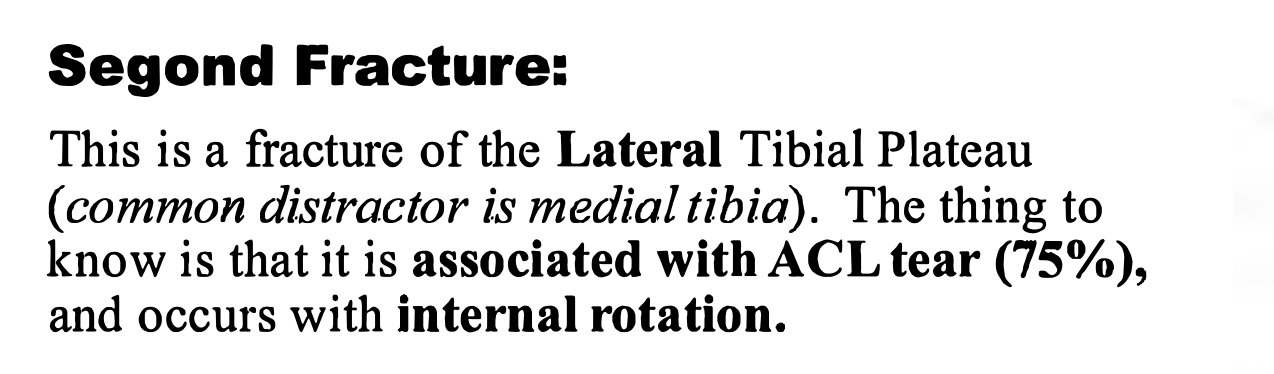 Segond Fracture:
This is a fracture of the Lateral Tibial Plateau
(common distractor is medial tibia). The thing to
know is that it is associated with ACL tear (75%),
and occurs with internal rotation.